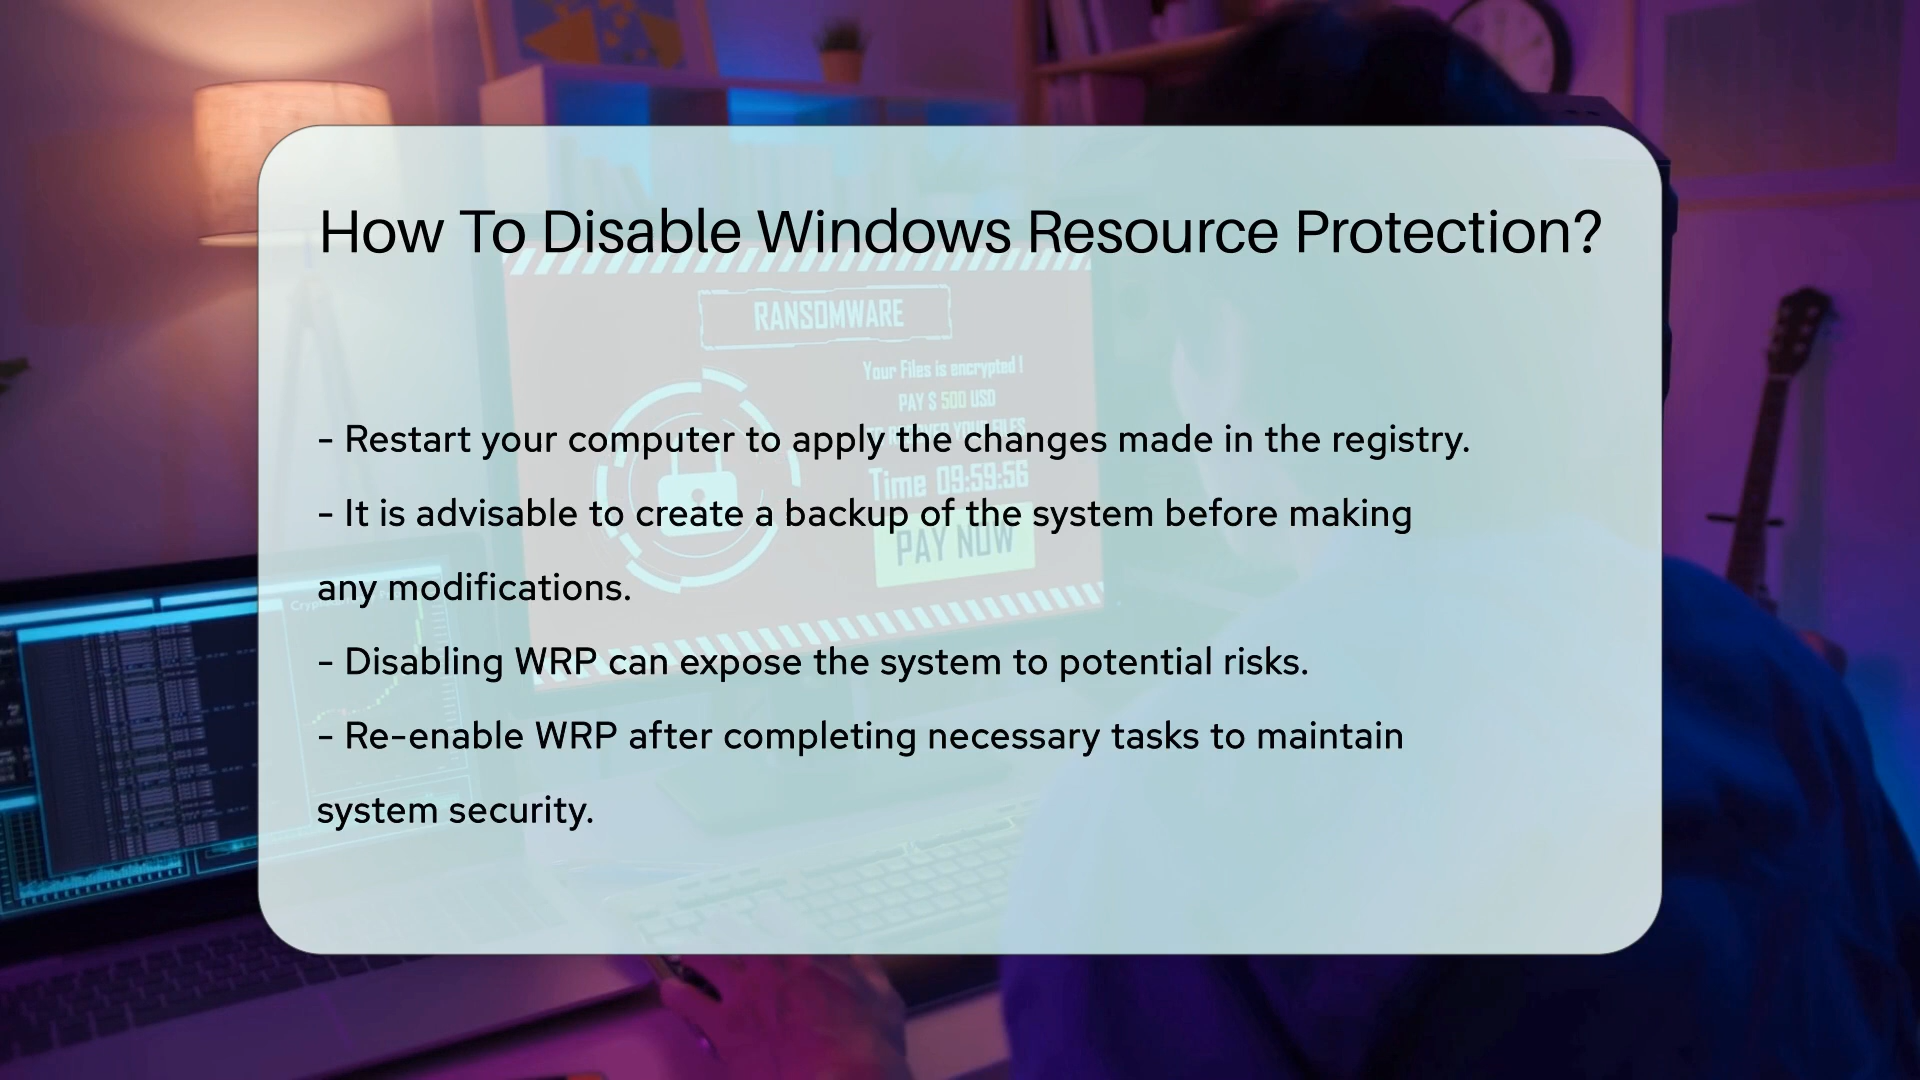 How To Disable Windows Resource Protection?
RANSOMWARE
Your Files is encrypted !
PAY $ 500 USD
- Restart your computer to apply the changes made in the registry.
Time 09:59:56
- It is advisable to create a backup of the system before making
PAY NOW
any modifications.
- Disabling WRP can expose the system to potential risks.
- Re-enable WRP after completing necessary tasks to maintain
system security.